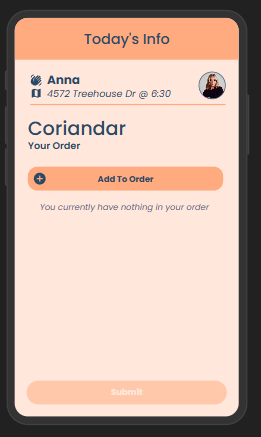 Today's Info
Anna
4572 Treehouse Dr @ 6:30
Coriandar
Your Order
Add To Order
You currently have nothing in your order
Submit